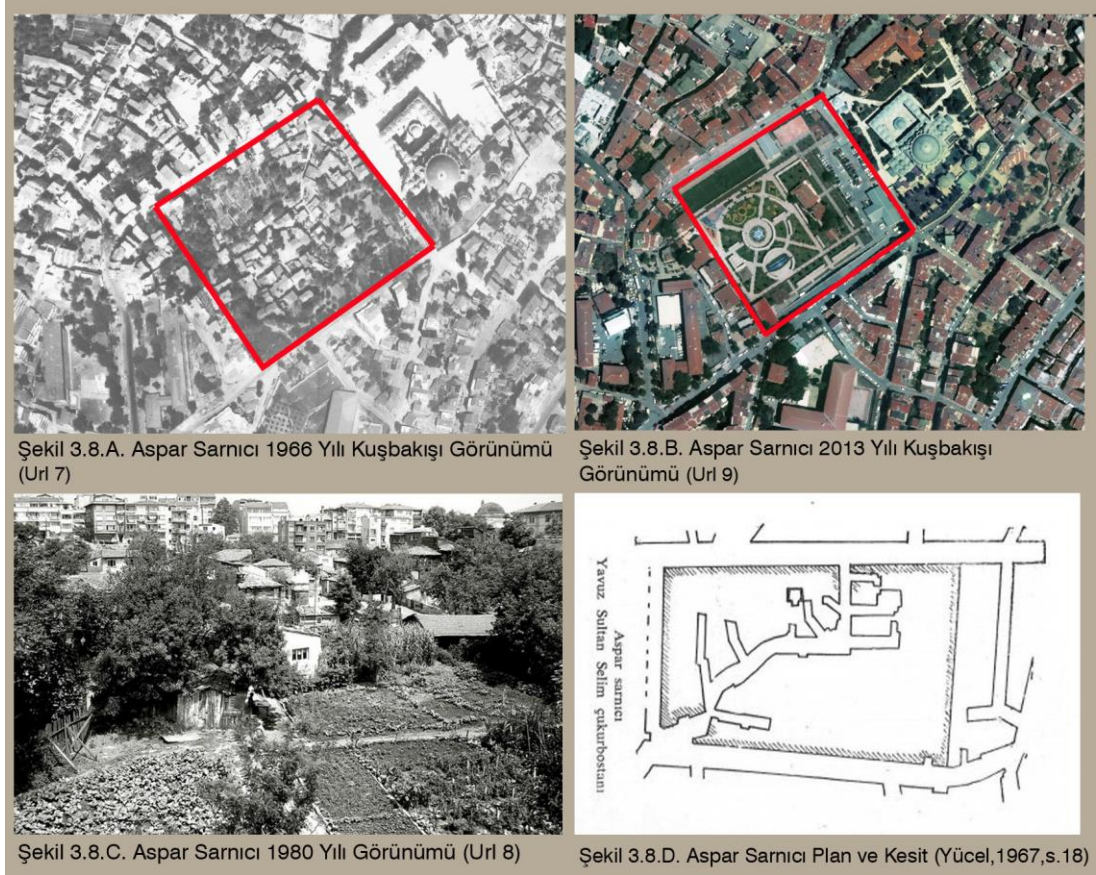 Şekil 3.8.A. Aspar Sarnıcı 1966 Yılı Kuşbakışı Görünümü
(Url 7)
Şekil 3.8.B. Aspar Sarnıcı 2013 Yılı Kuşbakışı
Görünümü (Url 9)
Aspar sarnıcı
Yavuz Sultan Selim çukurbostanı
Şekil 3.8.C. Aspar Sarnıcı 1980 Yılı Görünümü (Url 8)
Şekil 3.8.D. Aspar Sarnıcı Plan ve Kesit (Yücel,1967,s.18)